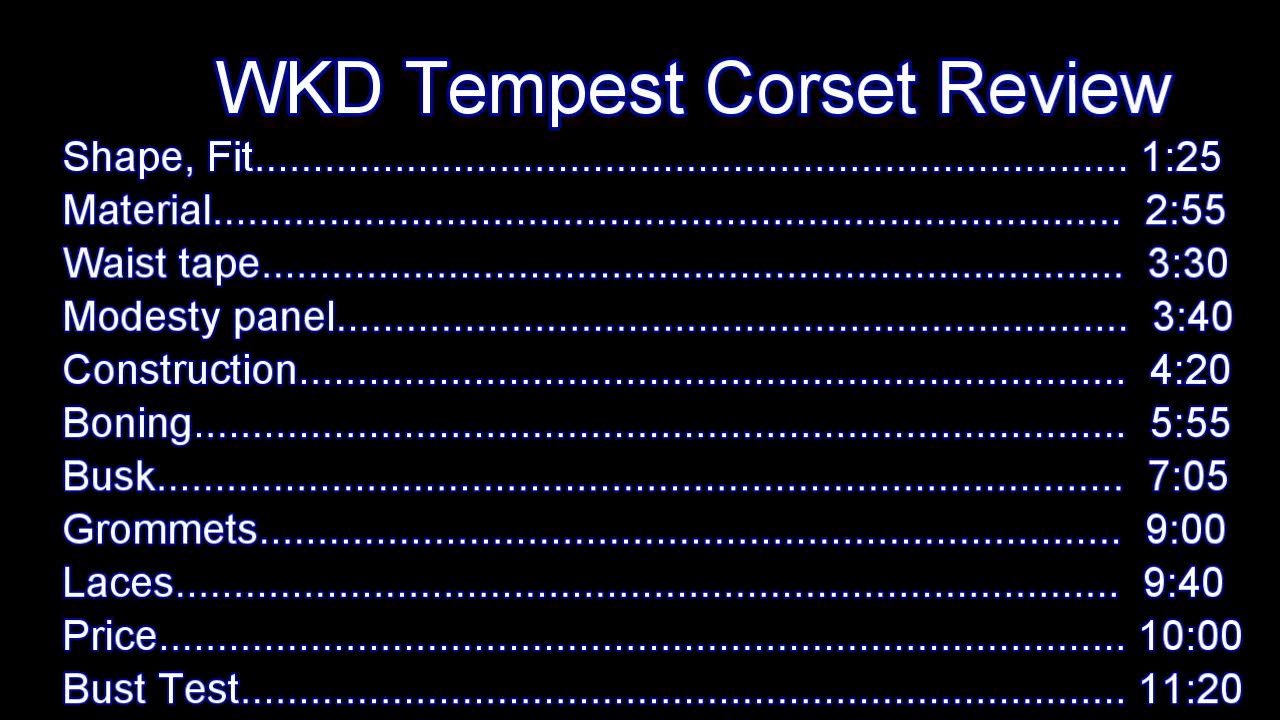 WKD Tempest Corset Review
Shape, Fit........................................................................... 1:25
Material.............................................................................. 2:55
Waist tape.......................................................................... 3:30
Modesty panel.................................................................... 3:40
Construction....................................................................... 4:20
Boning................................................................................ 5:55
Busk................................................................................... 7:05
Grommets.......................................................................... 9:00
Laces................................................................................. 9:40
Price................................................................................... 10:00
Bust Test............................................................................ 11:20